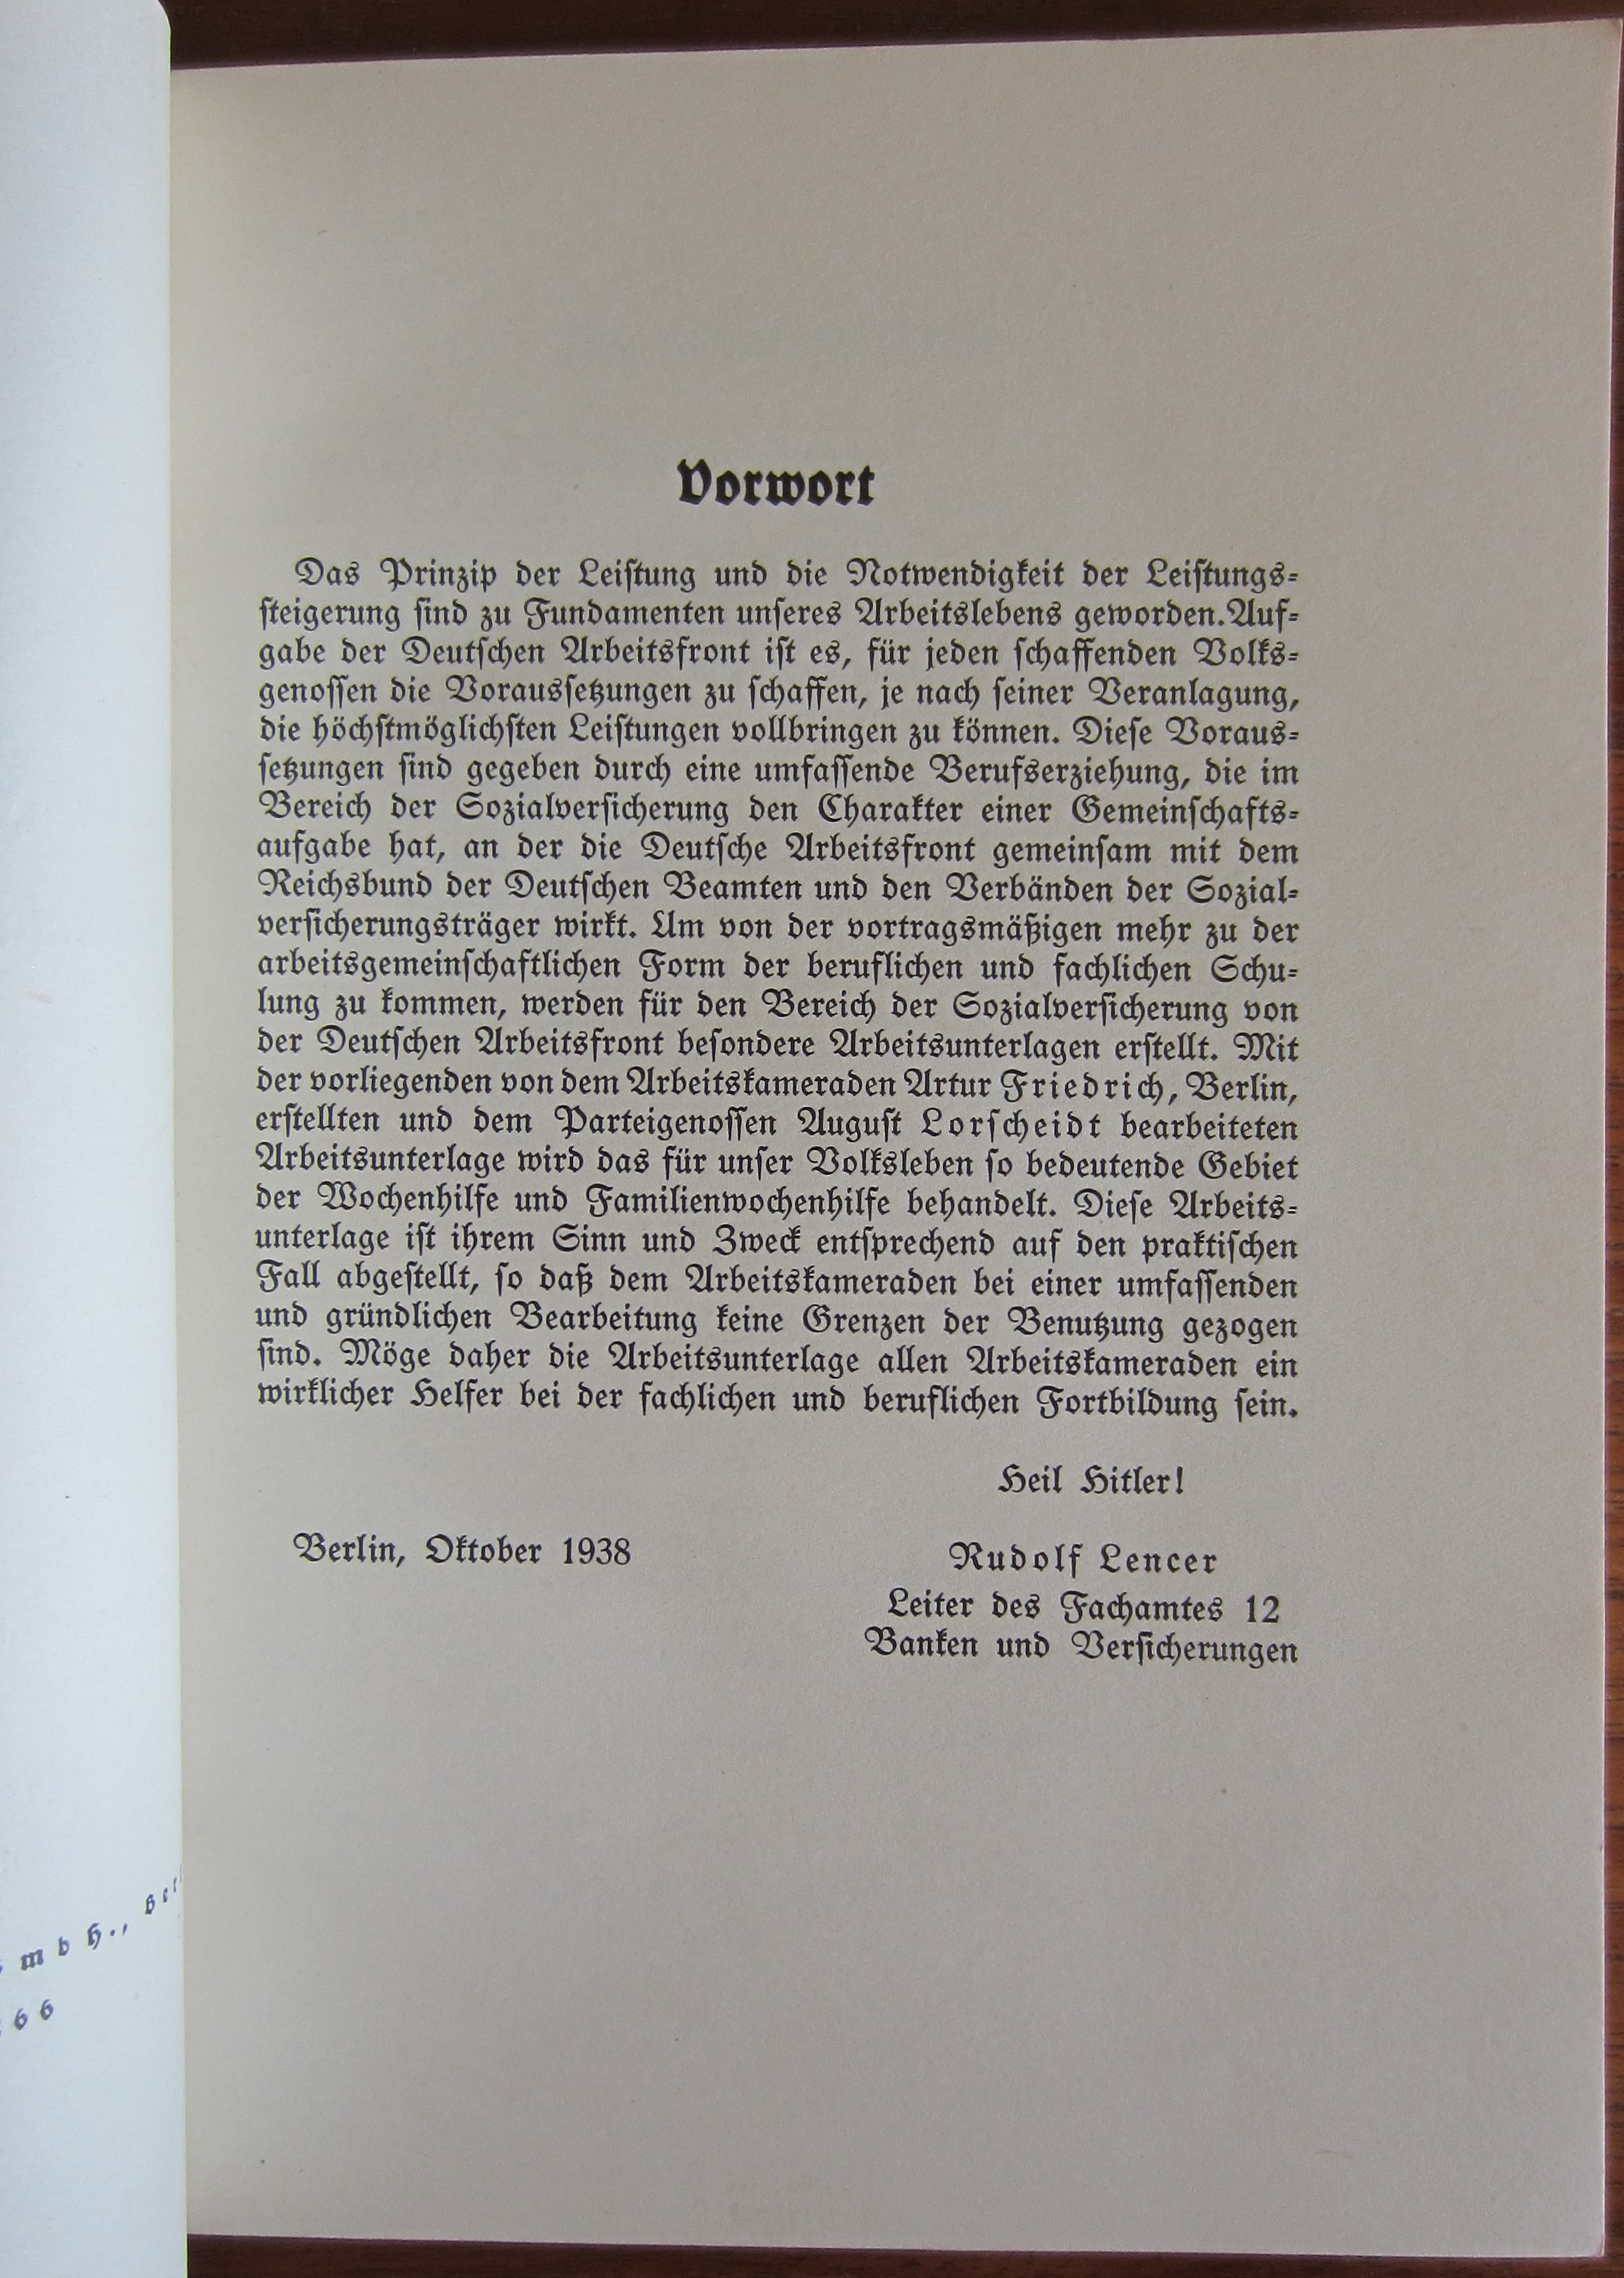 Vorwort
Das Prinzip der Leistung und die Notwendigkeit der Leistungs-
steigerung sind zu Fundamenten unseres Arbeitslebens geworden. Auf-
gabe der Deutschen Arbeitsfront ist es, für jeden schaffenden Volks-
genossen die Voraussetzungen zu schaffen, je nach seiner Veranlagung,
die höchstmöglichsten Leistungen vollbringen zu können. Diese Voraus-
setzungen sind gegeben durch eine umfassende Berufserziehung, die im
Bereich der Sozialversicherung den Charakter einer Gemeinschafts-
aufgabe hat, an der die Deutsche Arbeitsfront gemeinsam mit dem
Reichsbund der Deutschen Beamten und den Verbänden der Sozial-
versicherungsträger wirkt. Um von der vortragsmäßigen mehr zu der
arbeitsgemeinschaftlichen Form der beruflichen und fachlichen Schu-
lung zu kommen, werden für den Bereich der Sozialversicherung von
der Deutschen Arbeitsfront besondere Arbeitsunterlagen erstellt. Mit
der vorliegenden von dem Arbeitskameraden Artur Friedrich, Berlin,
erstellten und dem Parteigenossen August Lorscheidt bearbeiteten
Arbeitsunterlage wird das für unser Volksleben so bedeutende Gebiet
der Wochenhilfe und Familienwochenhilfe behandelt. Diese Arbeits-
unterlage ist ihrem Sinn und Zweck entsprechend auf den praktischen
Fall abgestellt, so daß dem Arbeitskameraden bei einer umfassenden
und gründlichen Bearbeitung keine Grenzen der Benutzung gezogen
sind. Möge daher die Arbeitsunterlage allen Arbeitskameraden ein
wirklicher Helfer bei der fachlichen und beruflichen Fortbildung sein.
Heil Hitler!
Berlin, Oktober 1938
Rudolf Lencer
Leiter des Fachamtes 12
Banken und Versicherungen
mbH.,
66